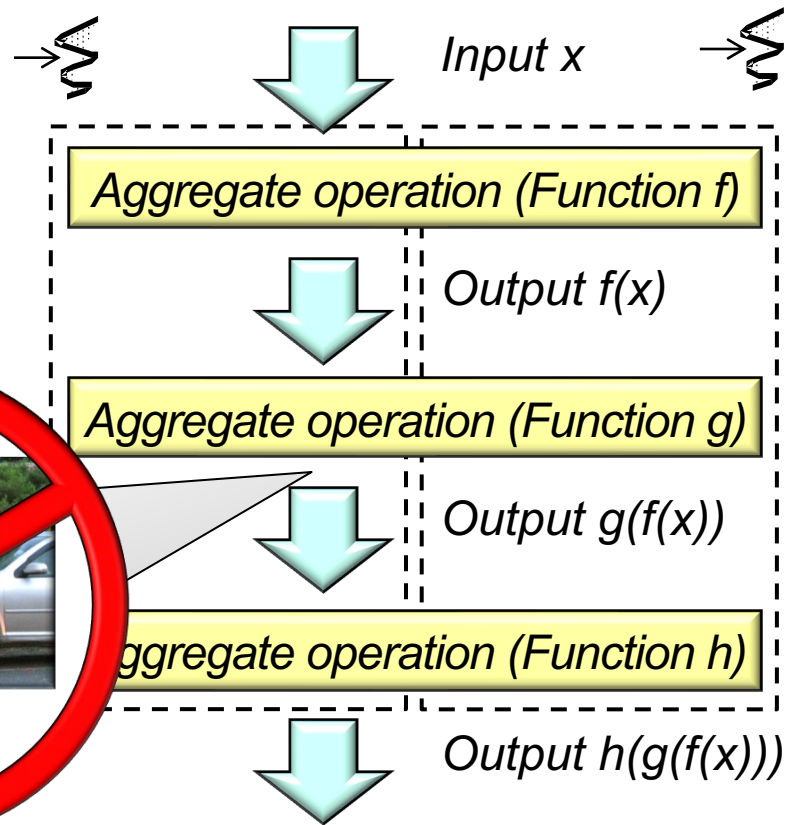 Input x
Aggregate operation (Function f)
Output f(x)
Aggregate operation (Function g)
Output g(f(x))
ggregate operation (Function h)
Output h(g(f(x)))